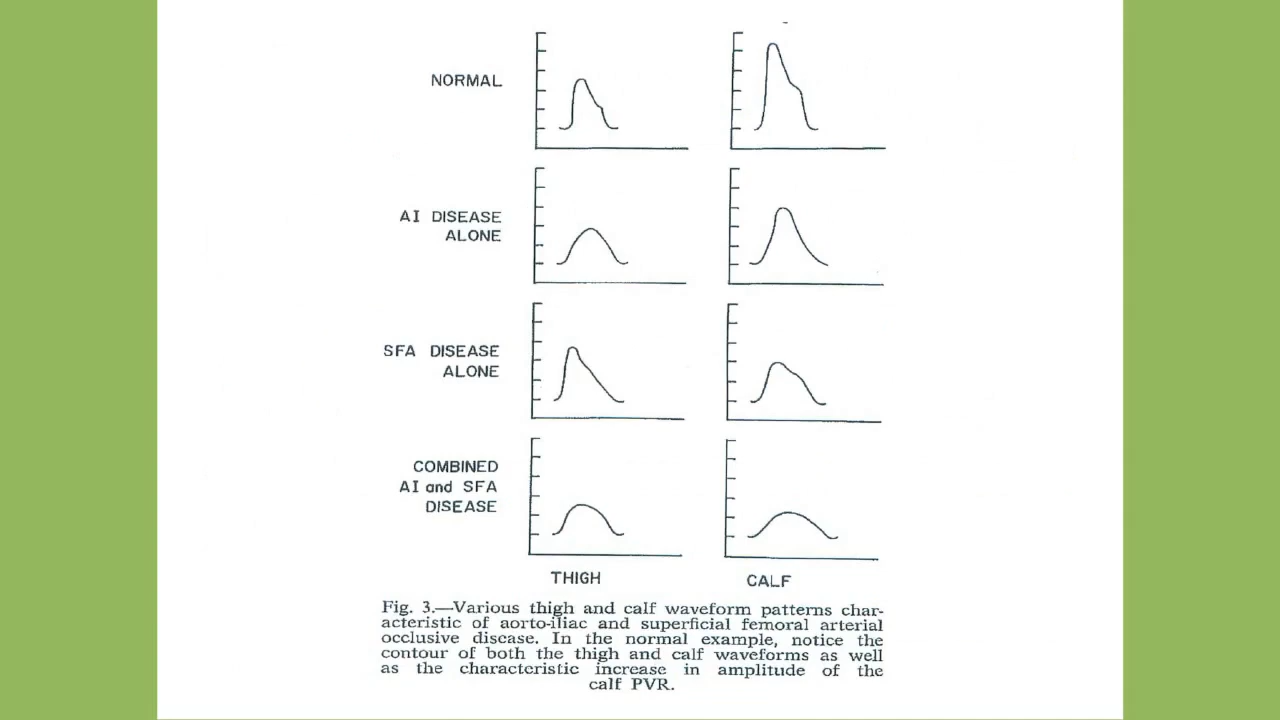 NORMAL
AI DISEASE
ALONE
SFA DISEASE
ALONE
COMBINED
AI and SFA
DISEASE
THIGH
CALF
Fig. 3.—Various thigh and calf waveform patterns char-
acteristic of aorto-iliac and superficial femoral arterial
occlusive disease. In the normal example, notice the
contour of both the thigh and calf waveforms as well
as the characteristic increase in amplitude of the
calf PVR.